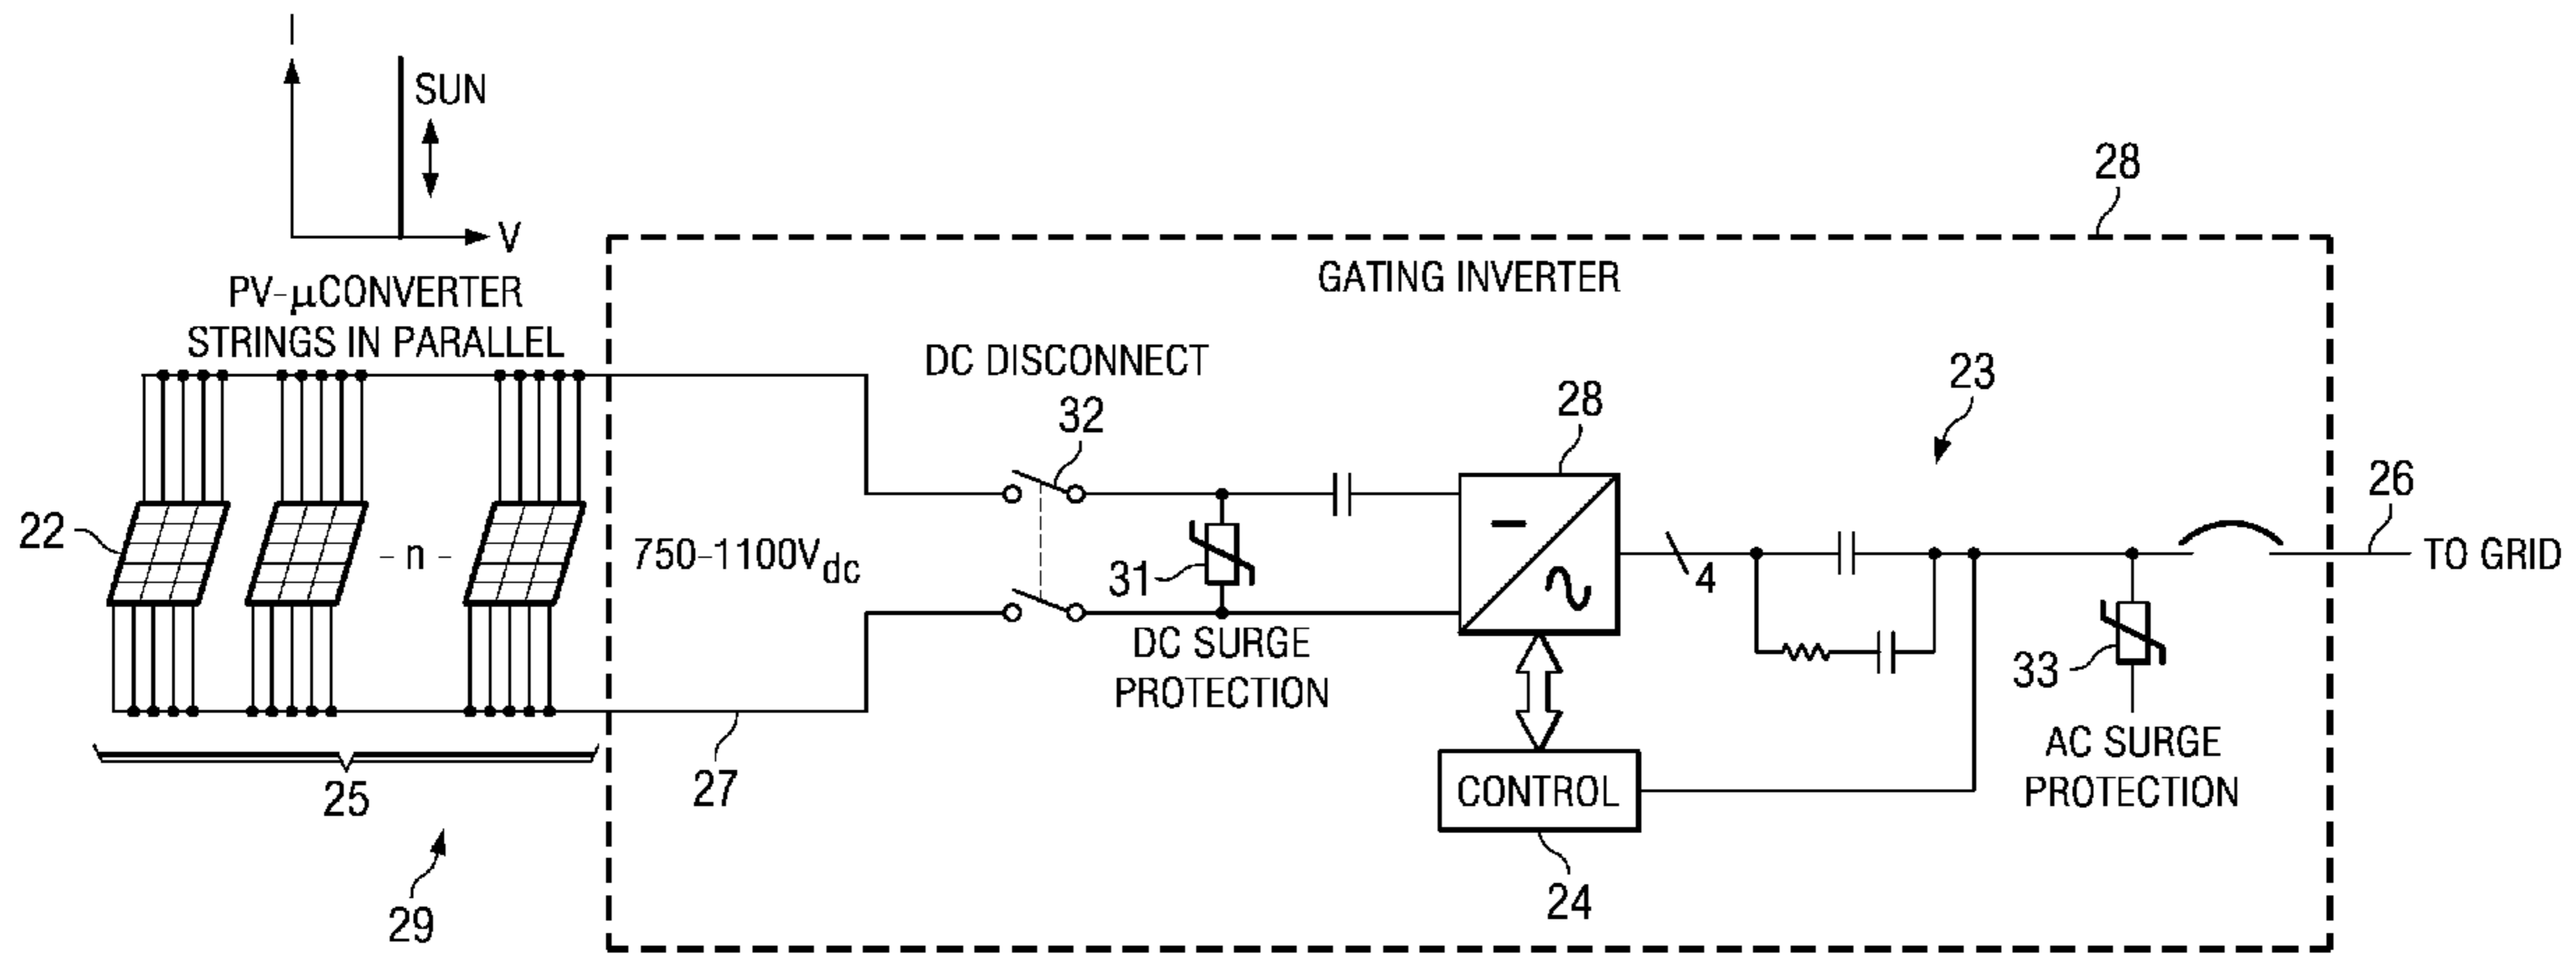 I
SUN
V
PV-μCONVERTER
STRINGS IN PARALLEL
28
GATING INVERTER
DC DISCONNECT
32
28
23
26
22
- n -
750-1100Vdc
31
4
TO GRID
DC SURGE
PROTECTION
33
AC SURGE
PROTECTION
25
27
CONTROL
29
24